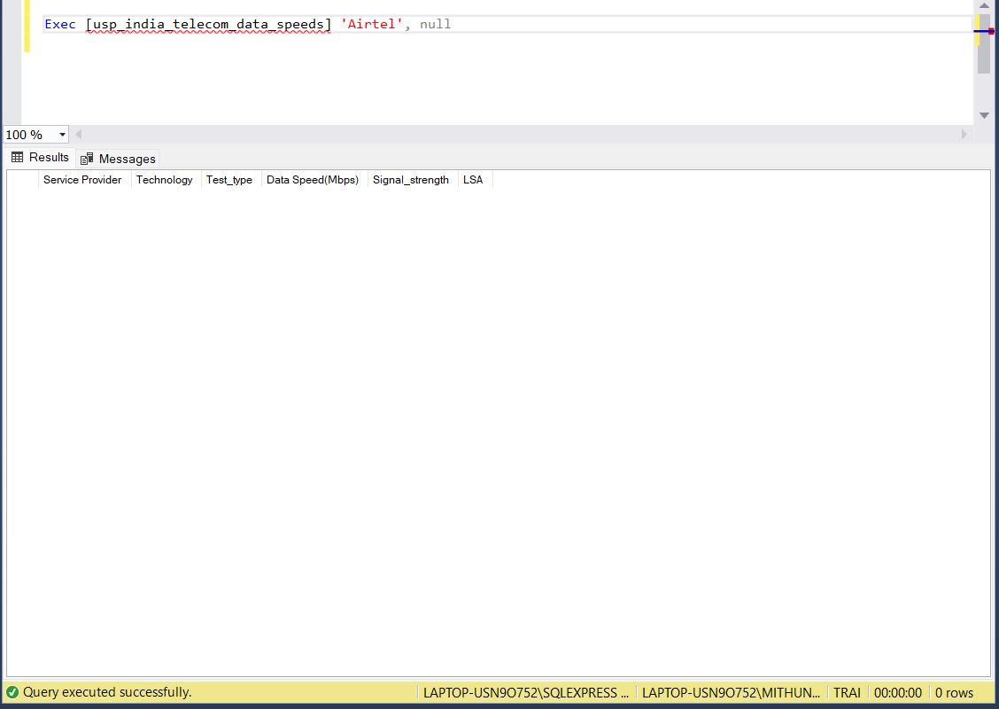 Exec [usp_india_telecom_data_speeds] 'Airtel', null
100 %
Results Messages
Service Provider Technology Test_type Data Speed(Mbps) Signal_strength LSA
Query executed successfully. LAPTOP-USN9O752\SQLEXPRESS ... LAPTOP-USN9O752\MITHUN... TRAI 00:00:00 0 rows